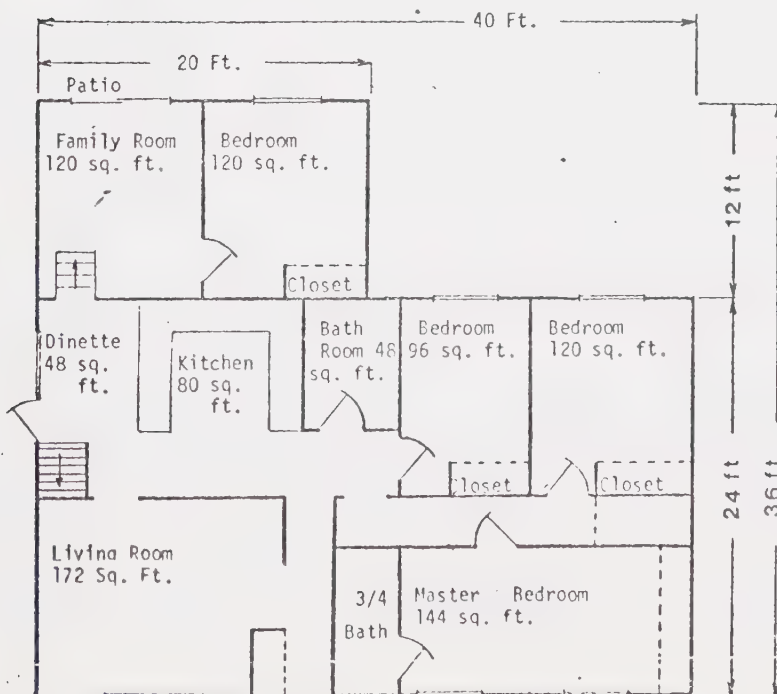 40 Ft.
20 Ft.
Patio
Family Room
120 sq. ft.
Bedroom
120 sq. ft.
12 ft
Closet
Dinette
48 sq.
ft.
Kitchen
80 sq.
ft.
Bath
Room 48
sq. ft.
Bedroom
96 sq. ft.
Bedroom
120 sq. ft.
24 ft
36 ft
Closet
Closet
Living Room
172 Sq. Ft.
3/4
Bath
Master Bedroom
144 sq. ft.